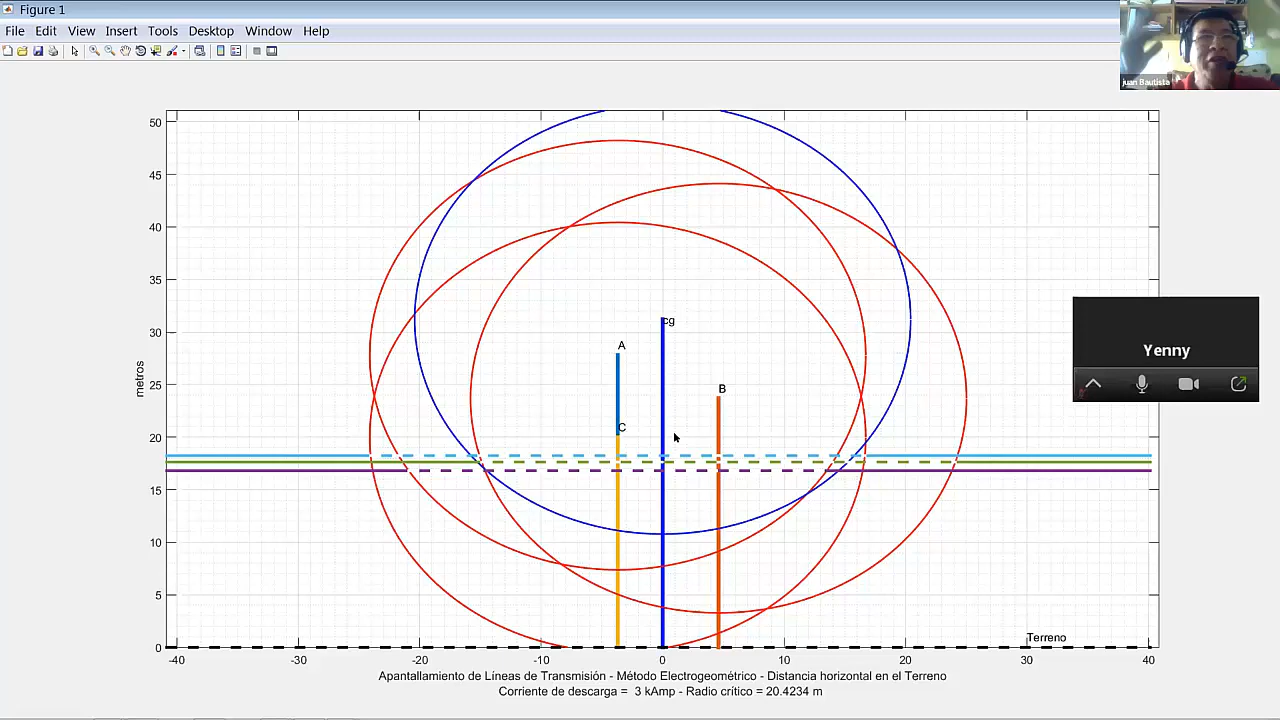 Figure 1
File Edit View Insert Tools Desktop Window Help
juan Bautista
50
45
40
35
30
25
20
15
10
5
0
metros
cg
A
B
C
Yenny
Terreno
-40 -30 -20 -10 0 10 20 30 40
Apantallamiento de Líneas de Transmisión - Método Electrogeométrico - Distancia horizontal en el Terreno
Corriente de descarga = 3 kAmp - Radio crítico = 20.4234 m